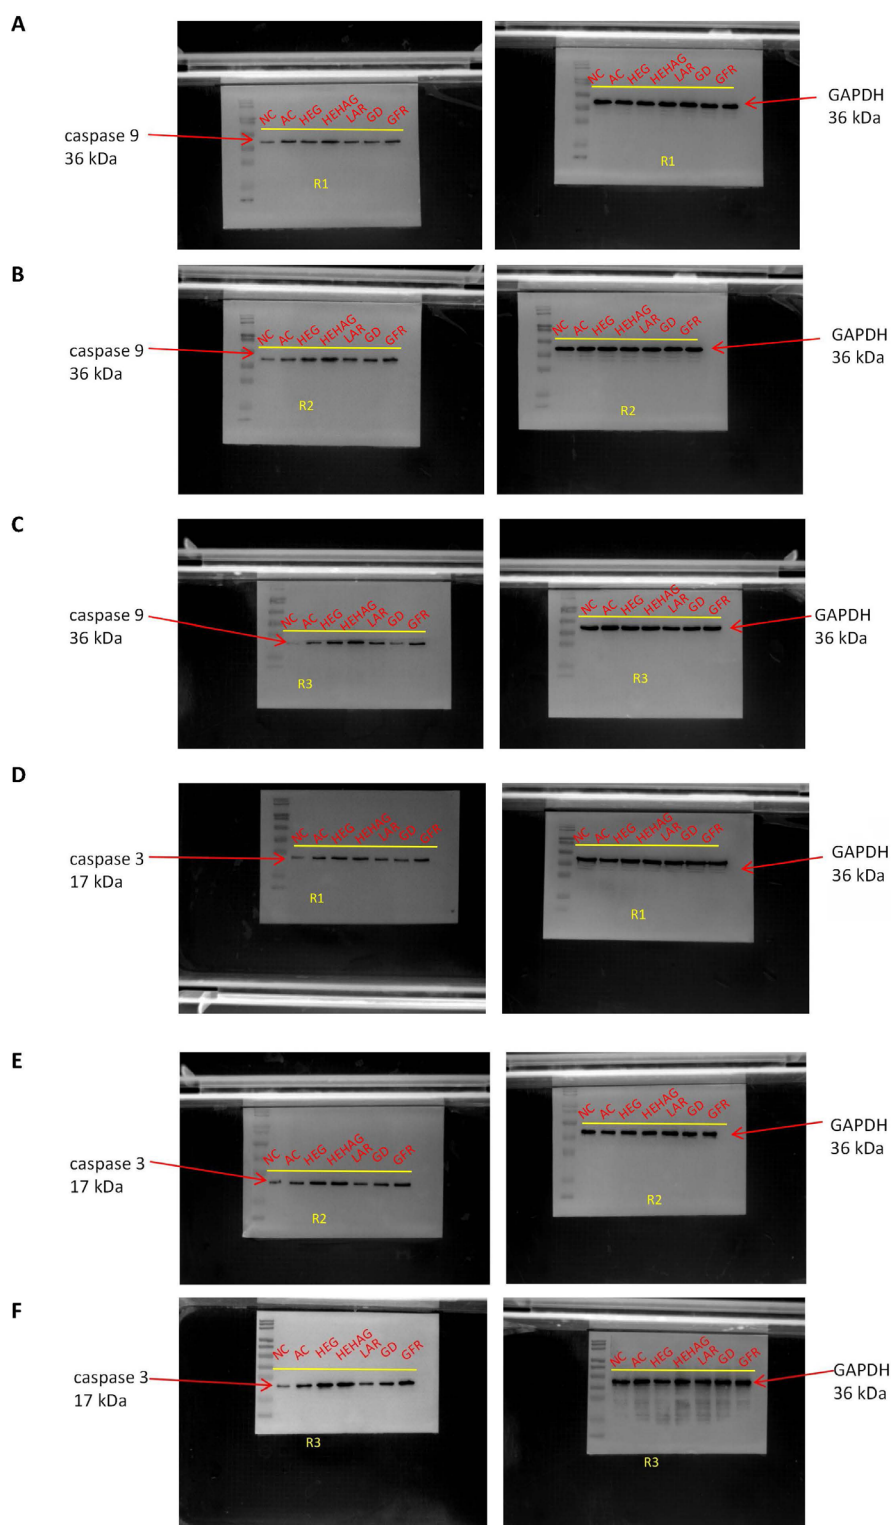 A
NC AC HEG HEHAG LAR GD GFR
caspase 9
36 kDa
R1
NC AC HEG HEHAG LAR GD GFR
GAPDH
36 kDa
R1
B
NC AC HEG HEHAG LAR GD GFR
caspase 9
36 kDa
R2
NC AC HEG HEHAG LAR GD GFR
GAPDH
36 kDa
R2
C
NC AC HEG HEHAG LAR GD GFR
caspase 9
36 kDa
R3
NC AC HEG HEHAG LAR GD GFR
GAPDH
36 kDa
R3
D
NC AC HEG HEHAG LAR GD GFR
caspase 3
17 kDa
R1
NC AC HEG HEHAG LAR GD GFR
GAPDH
36 kDa
R1
E
NC AC HEG HEHAG LAR GD GFR
caspase 3
17 kDa
R2
NC AC HEG HEHAG LAR GD GFR
GAPDH
36 kDa
R2
F
NC AC HEG HEHAG LAR GD GFR
caspase 3
17 kDa
R3
NC AC HEG HEHAG LAR GD GFR
GAPDH
36 kDa
R3